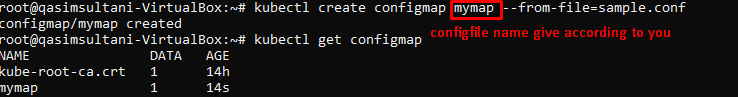 root@qasimsultani-VirtualBox:~# kubectl create configmap mymap --from-file=sample.conf
configmap/mymap created
root@qasimsultani-VirtualBox:~# kubectl get configmap
configfile name give according to you
NAME DATA AGE
kube-root-ca.crt 1 14h
mymap 1 14s